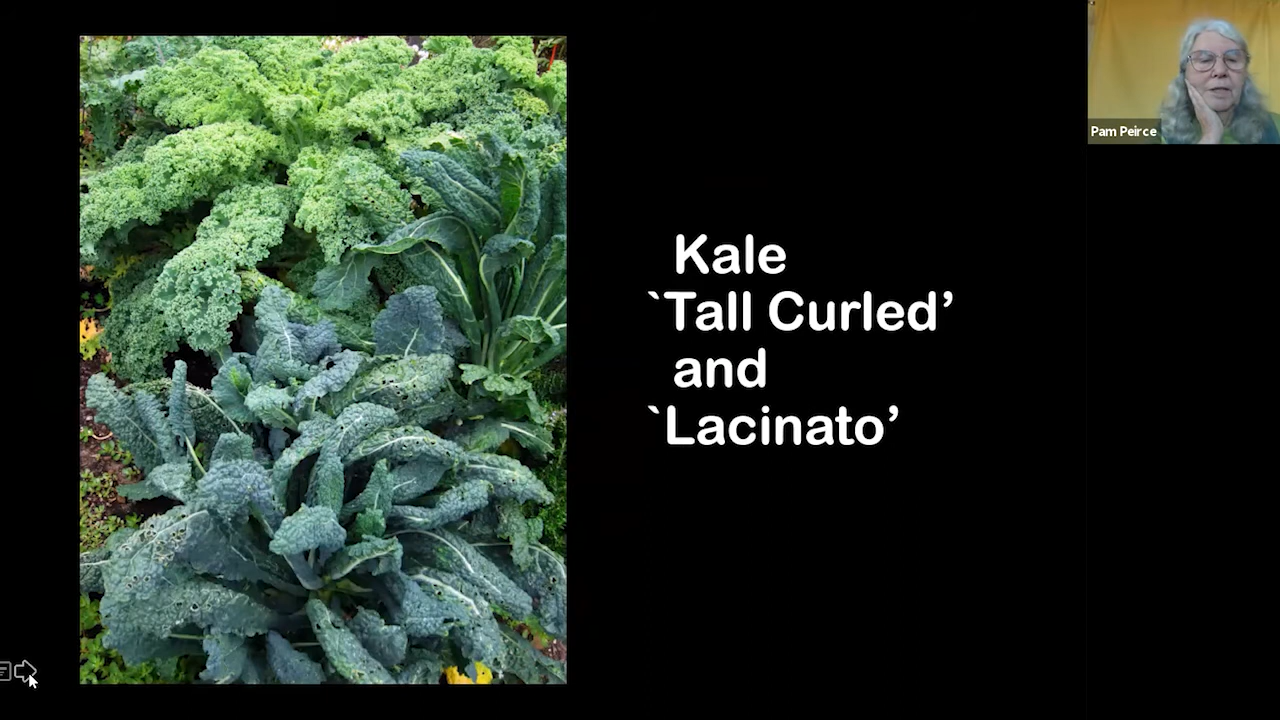 Kale
`Tall Curled’
and
`Lacinato’
Pam Peirce